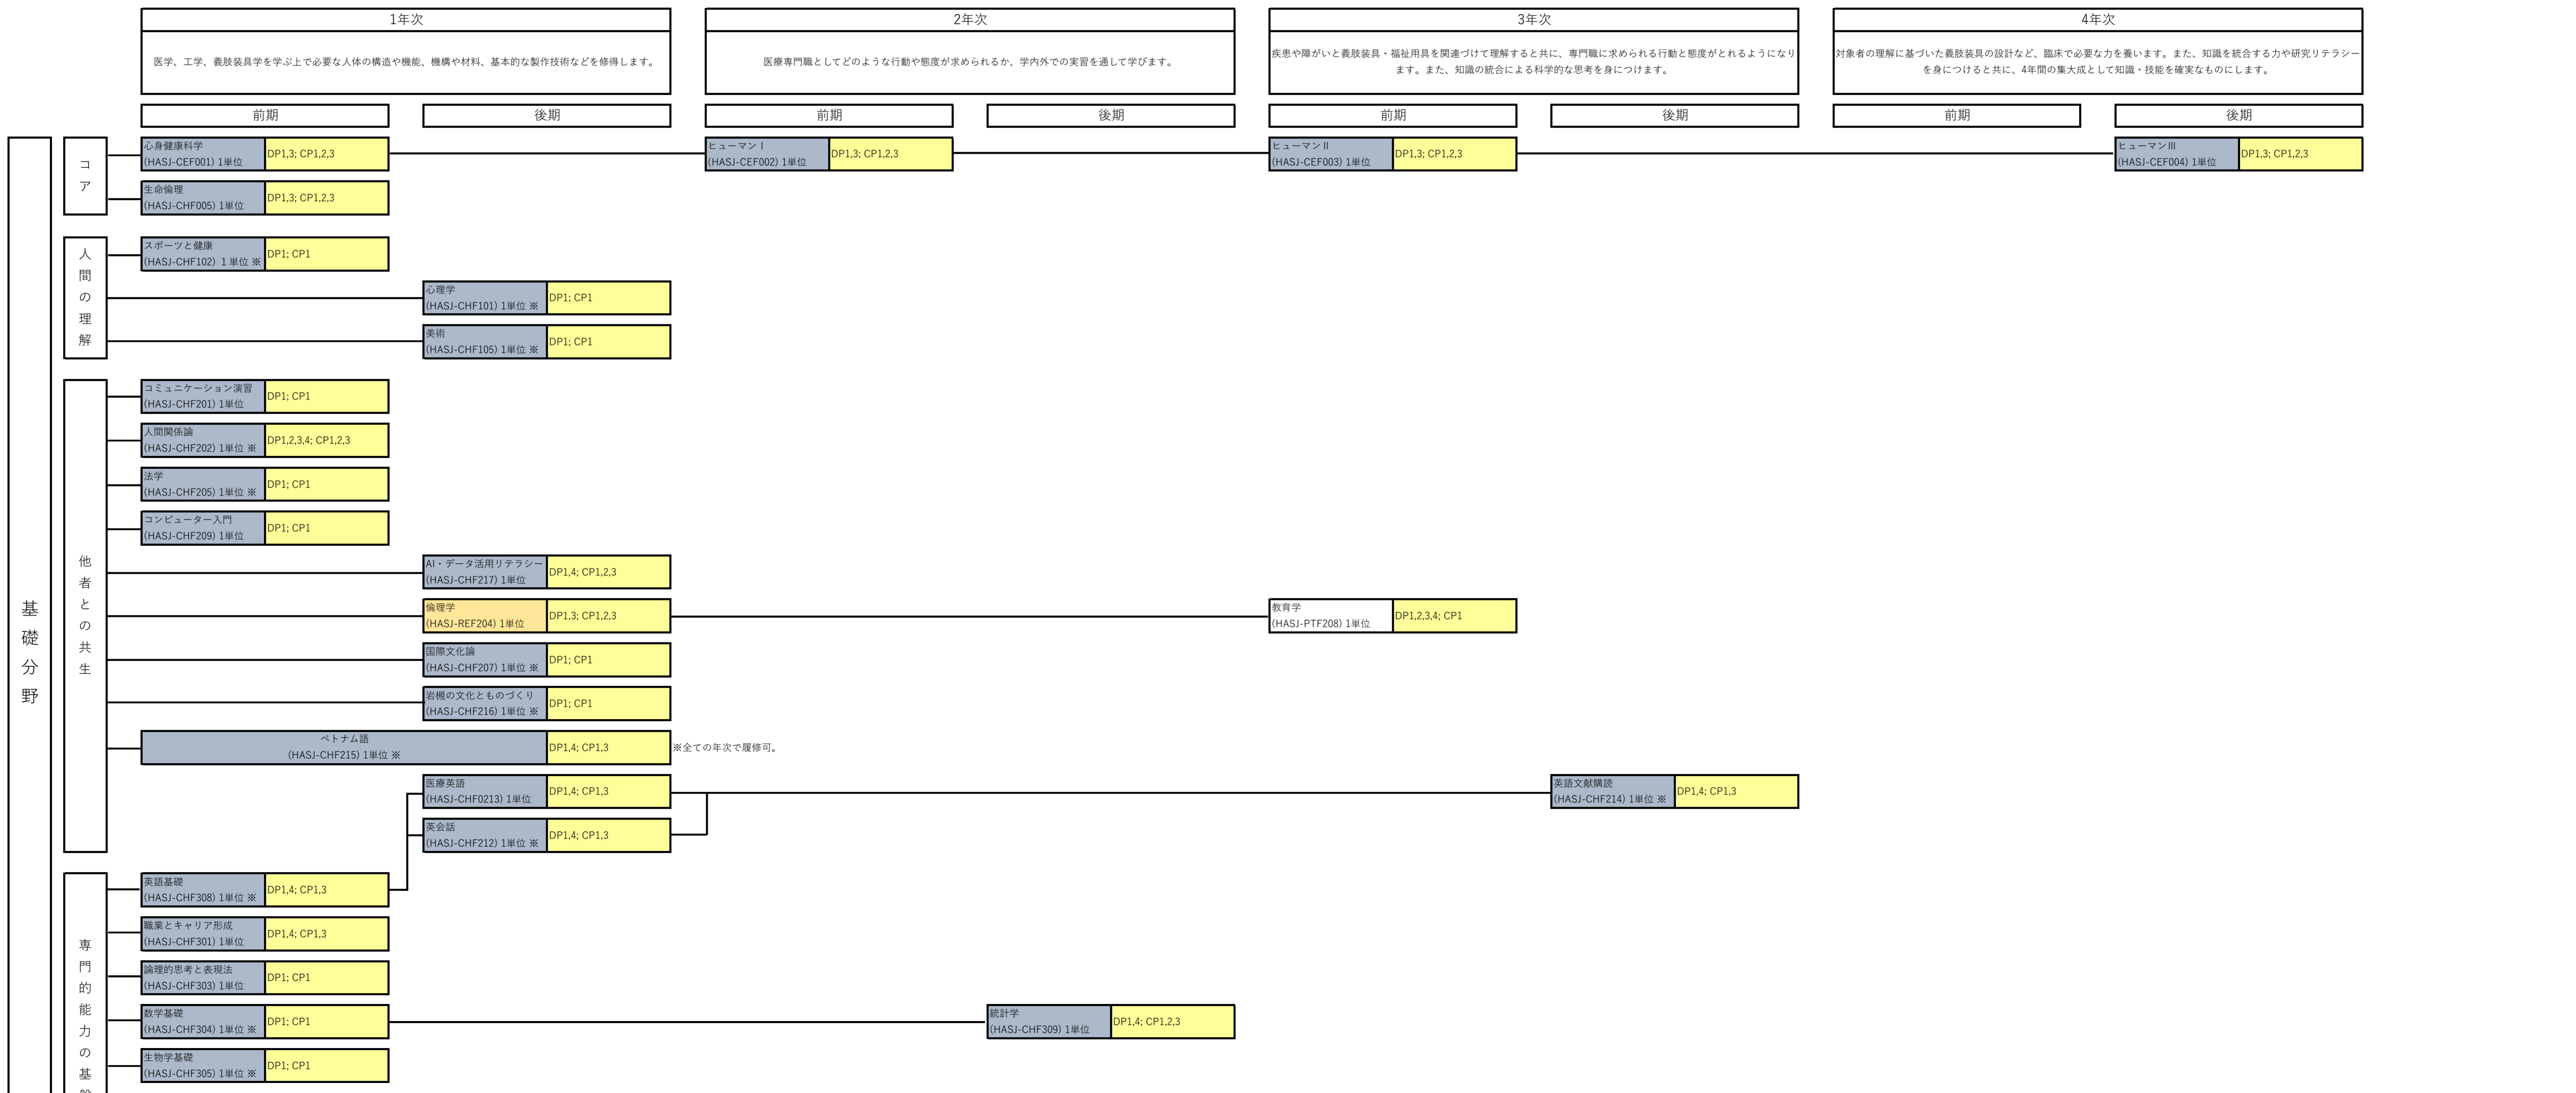 1年次
2年次
3年次
4年次
医学、工学、義肢装具学を学ぶ上で必要な人体の構造や機能、機構や材料、基本的な製作技術などを修得します。
医療専門職としてどのような行動や態度が求められるか、学内外での実習を通して学びます。
疾患や障がいと義肢装具・福祉用具を関連づけて理解すると共に、専門職に求められる行動と態度がとれるようになり
ます。また、知識の統合による科学的な思考を身につけます。
対象者の理解に基づいた義肢装具の設計など、臨床で必要な力を養います。また、知識を統合する力や研究リテラシー
を身につけると共に、4年間の集大成として知識・技能を確実なものにします。
前期
後期
前期
後期
前期
後期
前期
後期
基礎分野
コア
心身健康科学
(HASJ-CEF001) 1単位
DP1,3; CP1,2,3
ヒューマンⅠ
(HASJ-CEF002) 1単位
DP1,3; CP1,2,3
ヒューマンⅡ
(HASJ-CEF003) 1単位
DP1,3; CP1,2,3
ヒューマンⅢ
(HASJ-CEF004) 1単位
DP1,3; CP1,2,3
生命倫理
(HASJ-CHF005) 1単位
DP1,3; CP1,2,3
人間の理解
スポーツと健康
(HASJ-CHF102) １単位 ※
DP1; CP1
心理学
(HASJ-CHF101) 1単位 ※
DP1; CP1
美術
(HASJ-CHF105) 1単位 ※
DP1; CP1
他者との共生
コミュニケーション演習
(HASJ-CHF201) 1単位
DP1; CP1
人間関係論
(HASJ-CHF202) 1単位 ※
DP1,2,3,4; CP1,2,3
法学
(HASJ-CHF205) 1単位 ※
DP1; CP1
コンピューター入門
(HASJ-CHF209) 1単位
DP1; CP1
AI・データ活用リテラシー
(HASJ-CHF217) 1単位
DP1,4; CP1,2,3
倫理学
(HASJ-REF204) 1単位
DP1,3; CP1,2,3
教育学
(HASJ-PTF208) 1単位
DP1,2,3,4; CP1
国際文化論
(HASJ-CHF207) 1単位 ※
DP1; CP1
岩槻の文化とものづくり
(HASJ-CHF216) 1単位 ※
DP1; CP1
ベトナム語
(HASJ-CHF215) 1単位 ※
DP1,4; CP1,3
※全ての年次で履修可。
医療英語
(HASJ-CHF0213) 1単位
DP1,4; CP1,3
英語文献購読
(HASJ-CHF214) 1単位 ※
DP1,4; CP1,3
英会話
(HASJ-CHF212) 1単位 ※
DP1,4; CP1,3
専門的能力の基
英語基礎
(HASJ-CHF308) 1単位 ※
DP1,4; CP1,3
職業とキャリア形成
(HASJ-CHF301) 1単位
DP1,4; CP1,3
論理的思考と表現法
(HASJ-CHF303) 1単位
DP1; CP1
数学基礎
(HASJ-CHF304) 1単位 ※
DP1; CP1
統計学
(HASJ-CHF309) 1単位
DP1,4; CP1,2,3
生物学基礎
(HASJ-CHF305) 1単位 ※
DP1; CP1